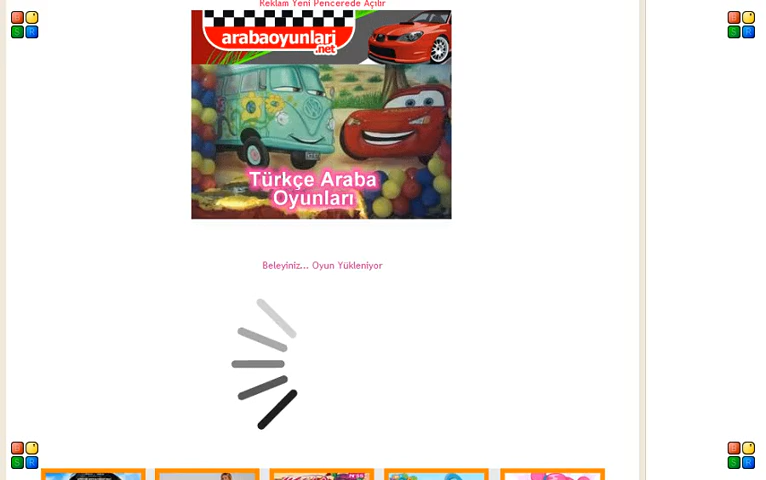 Reklam Yeni Pencerede Açılır
arabaoyunlari
.net
Türkçe Araba
Oyunları
Beleyiniz... Oyun Yükleniyor
B
S R
B
S R
B
S R
B
S R